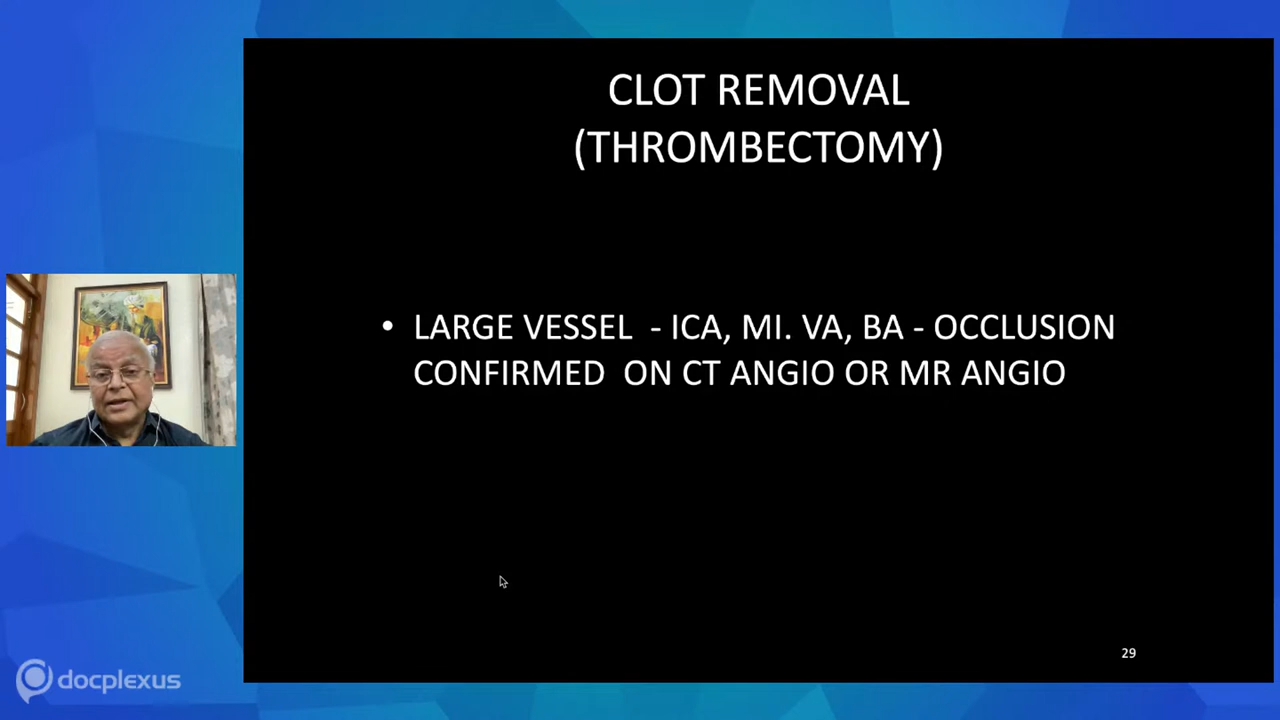 CLOT REMOVAL
(THROMBECTOMY)
• LARGE VESSEL - ICA, MI. VA, BA - OCCLUSION
CONFIRMED ON CT ANGIO OR MR ANGIO
29
docplexus